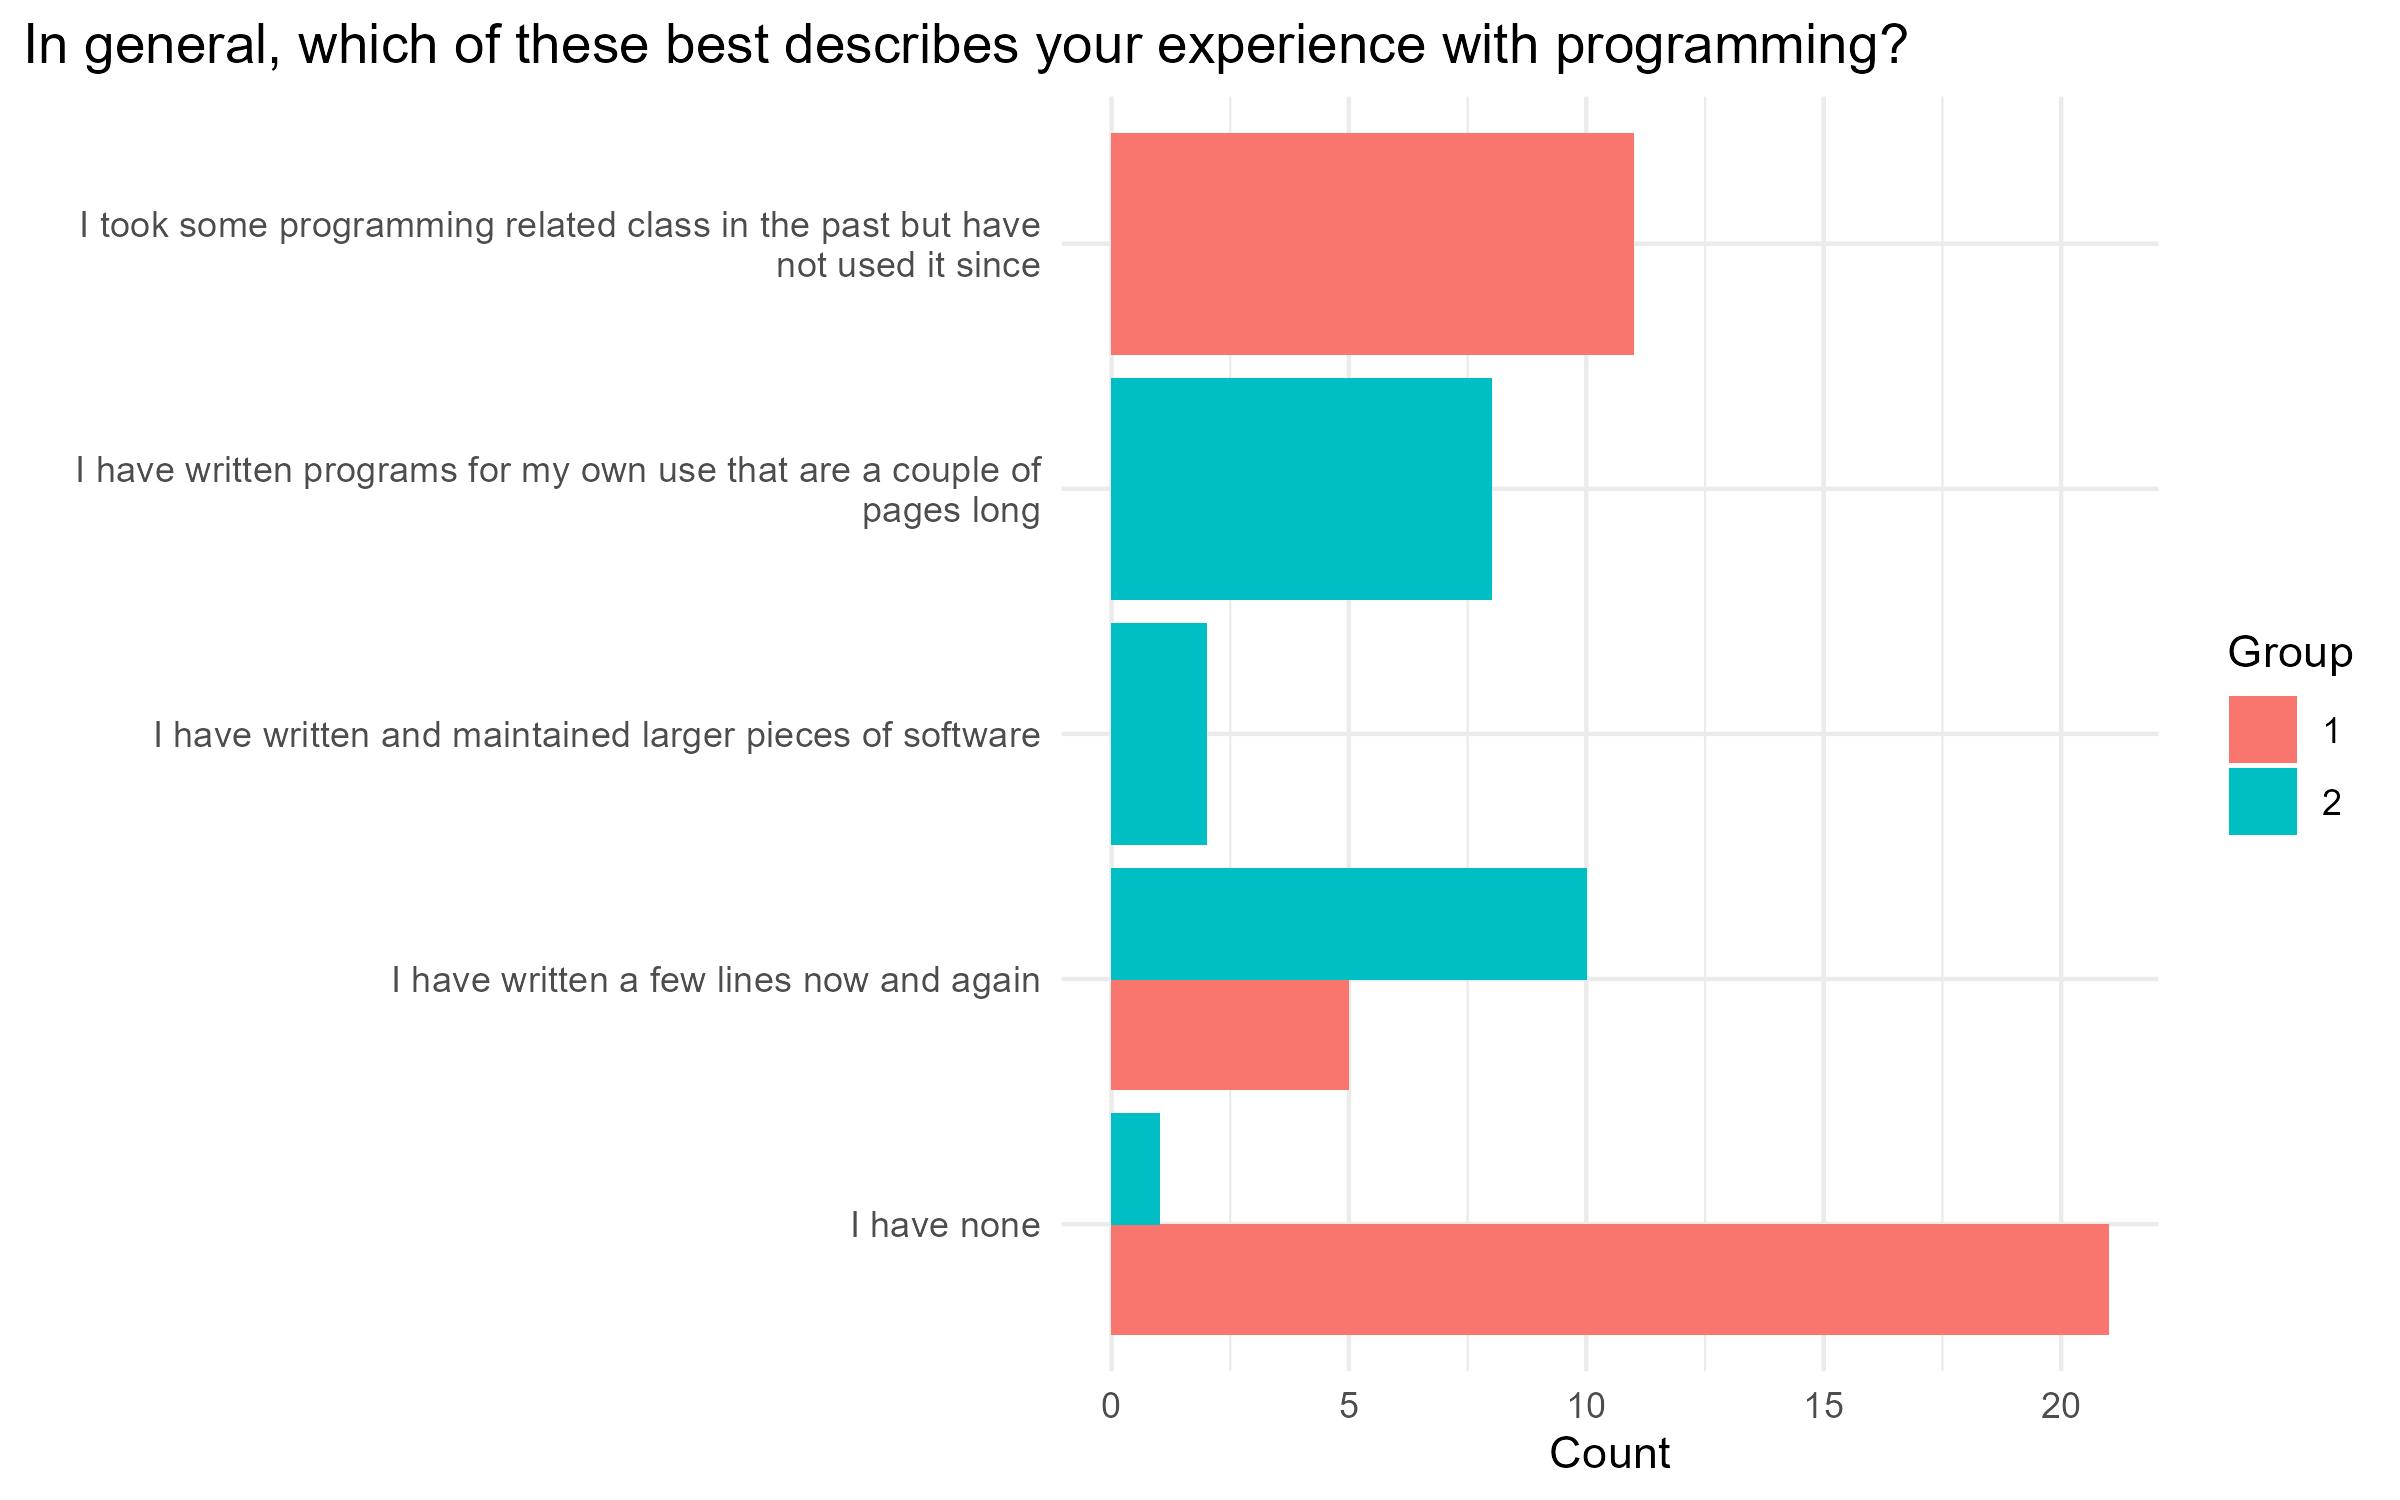 In general, which of these best describes your experience with programming?
I took some programming related class in the past but have
not used it since
I have written programs for my own use that are a couple of
pages long
I have written and maintained larger pieces of software
I have written a few lines now and again
I have none
0 5 10 15 20
Count
Group
1
2